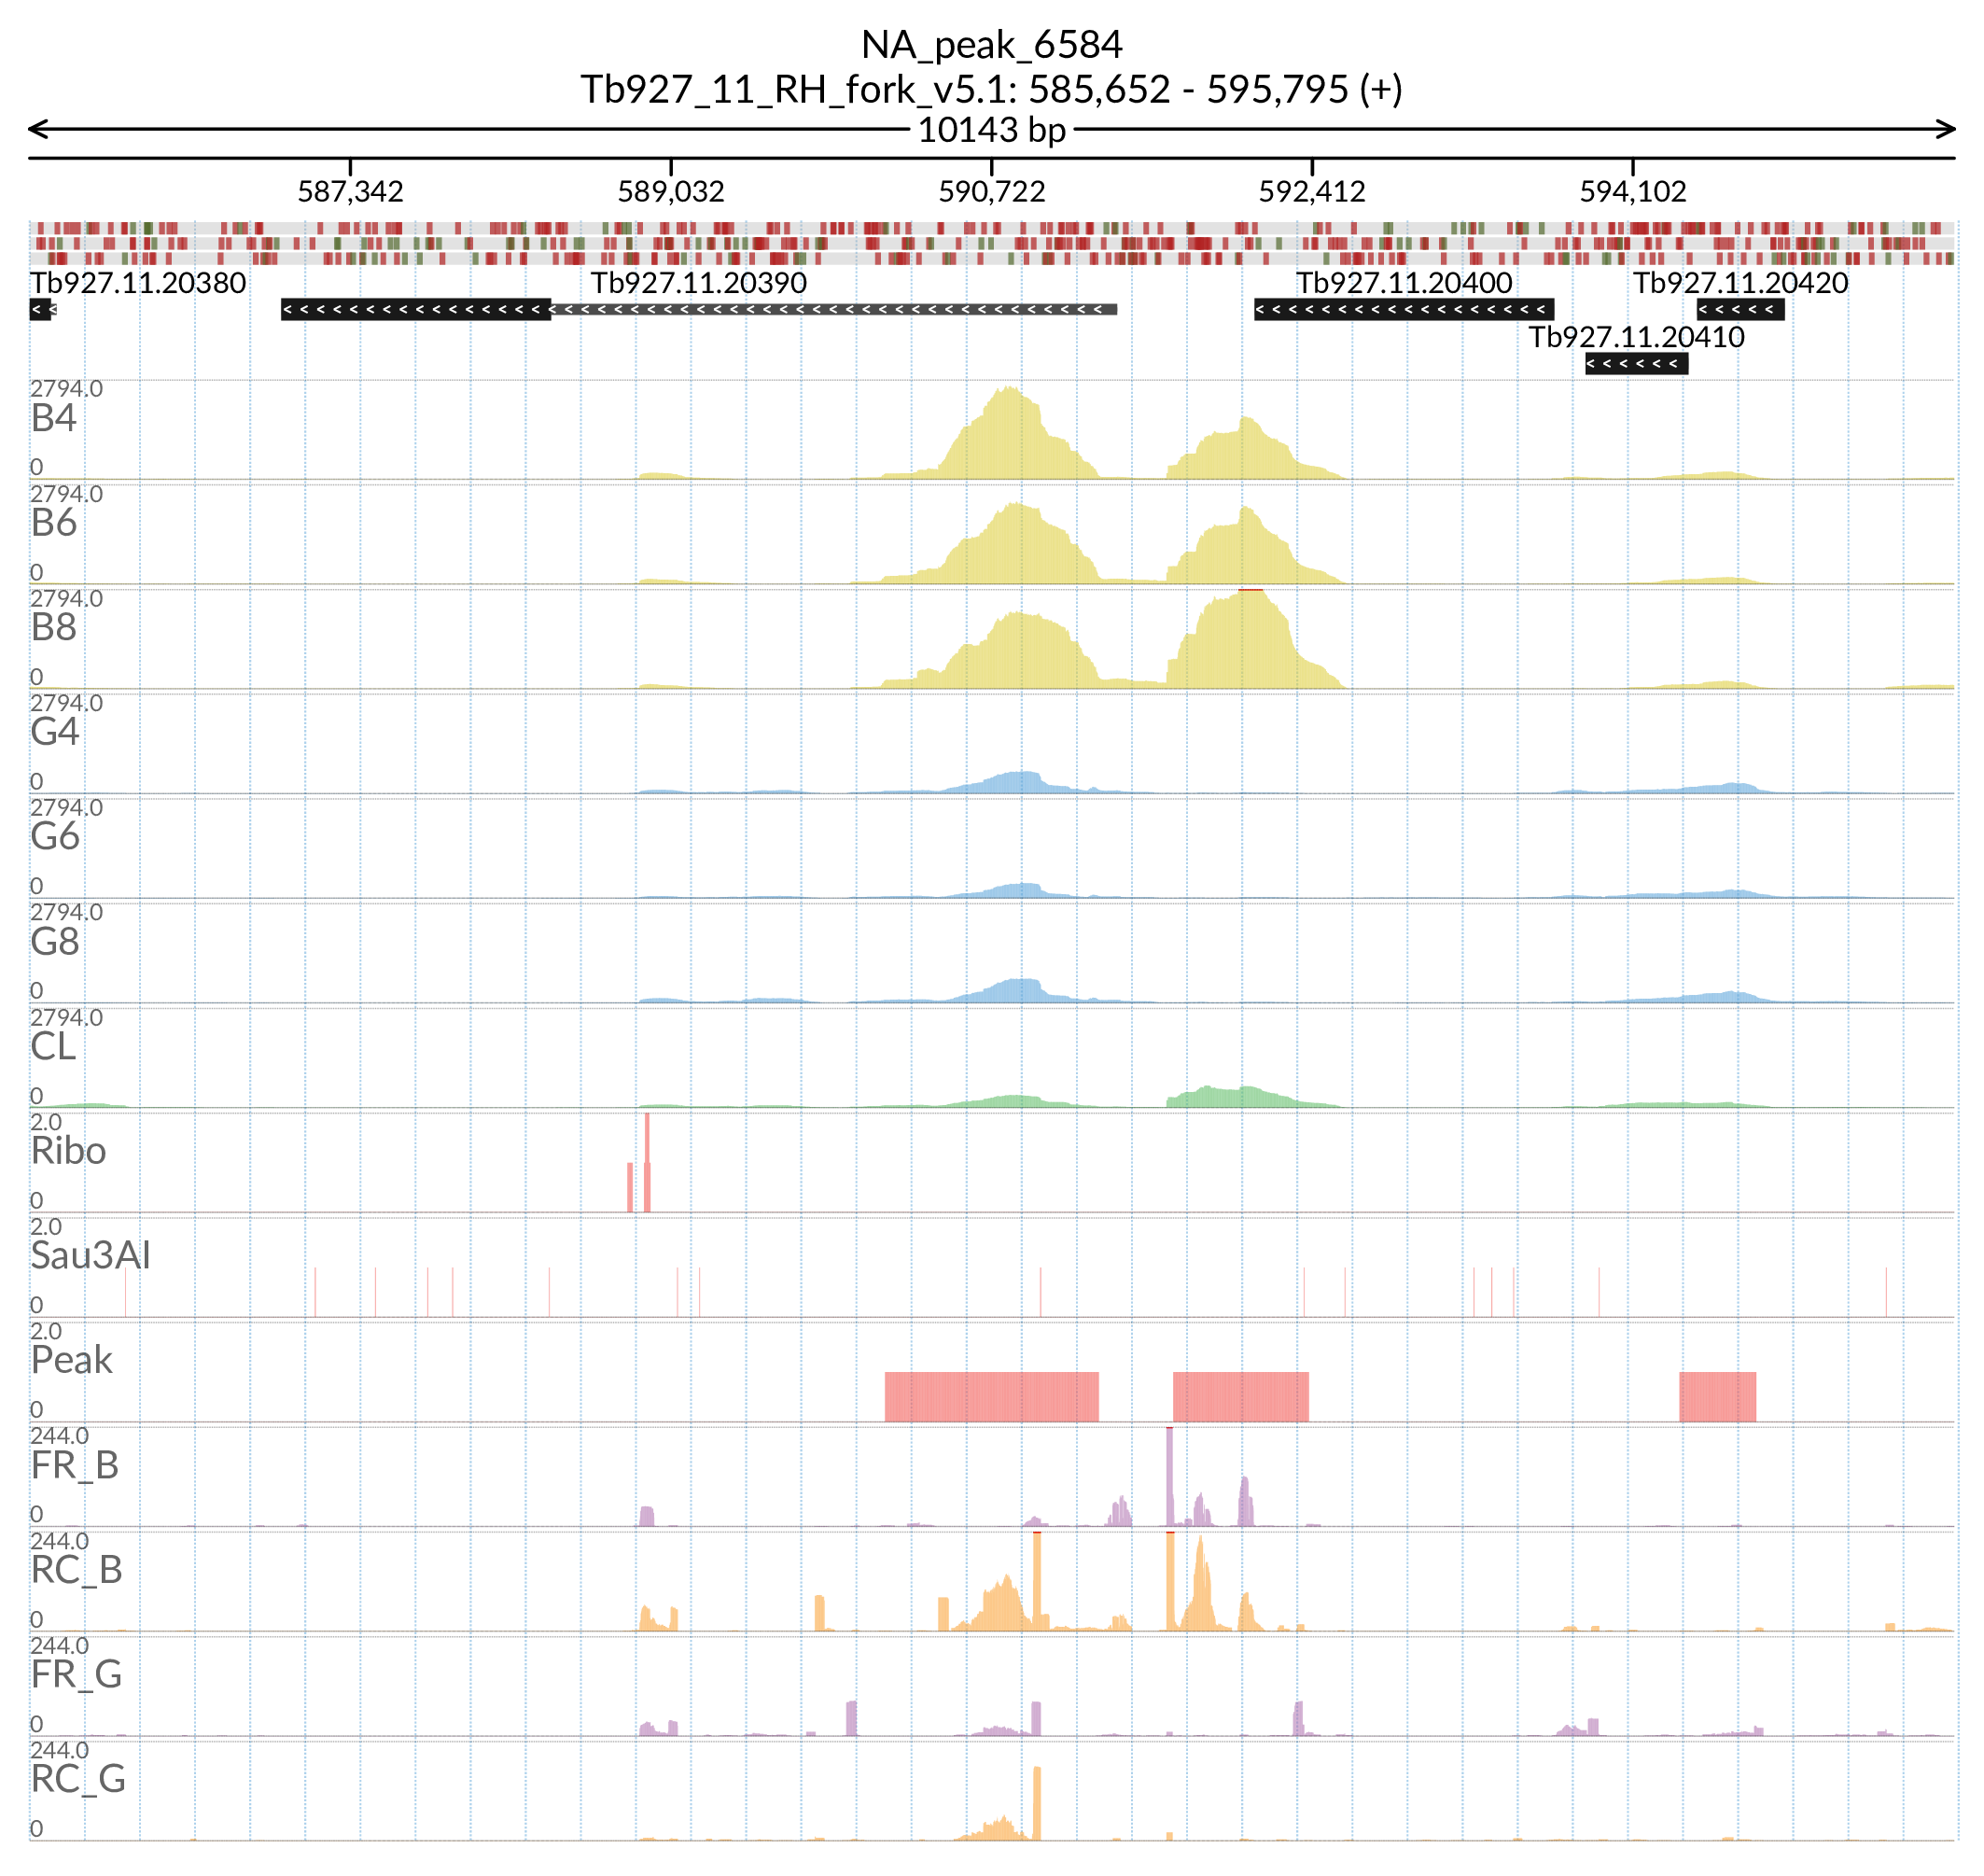 NA_peak_6584
Tb927_11_RH_fork_v5.1: 585,652 - 595,795 (+)
10143 bp
587,342 589,032 590,722 592,412 594,102
Tb927.11.20380 Tb927.11.20390 Tb927.11.20400 Tb927.11.20420
Tb927.11.20410
2794.0
B4
0
2794.0
B6
0
2794.0
B8
0
2794.0
G4
0
2794.0
G6
0
2794.0
G8
0
2794.0
CL
0
2.0
Ribo
0
2.0
Sau3AI
0
2.0
Peak
0
244.0
FR_B
0
244.0
RC_B
0
244.0
FR_G
0
244.0
RC_G
0